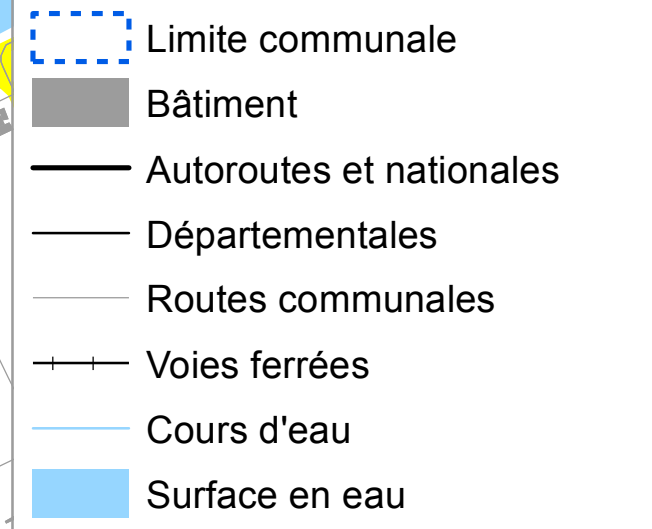 Limite communale
Bâtiment
Autoroutes et nationales
Départementales
Routes communales
Voies ferrées
Cours d'eau
Surface en eau